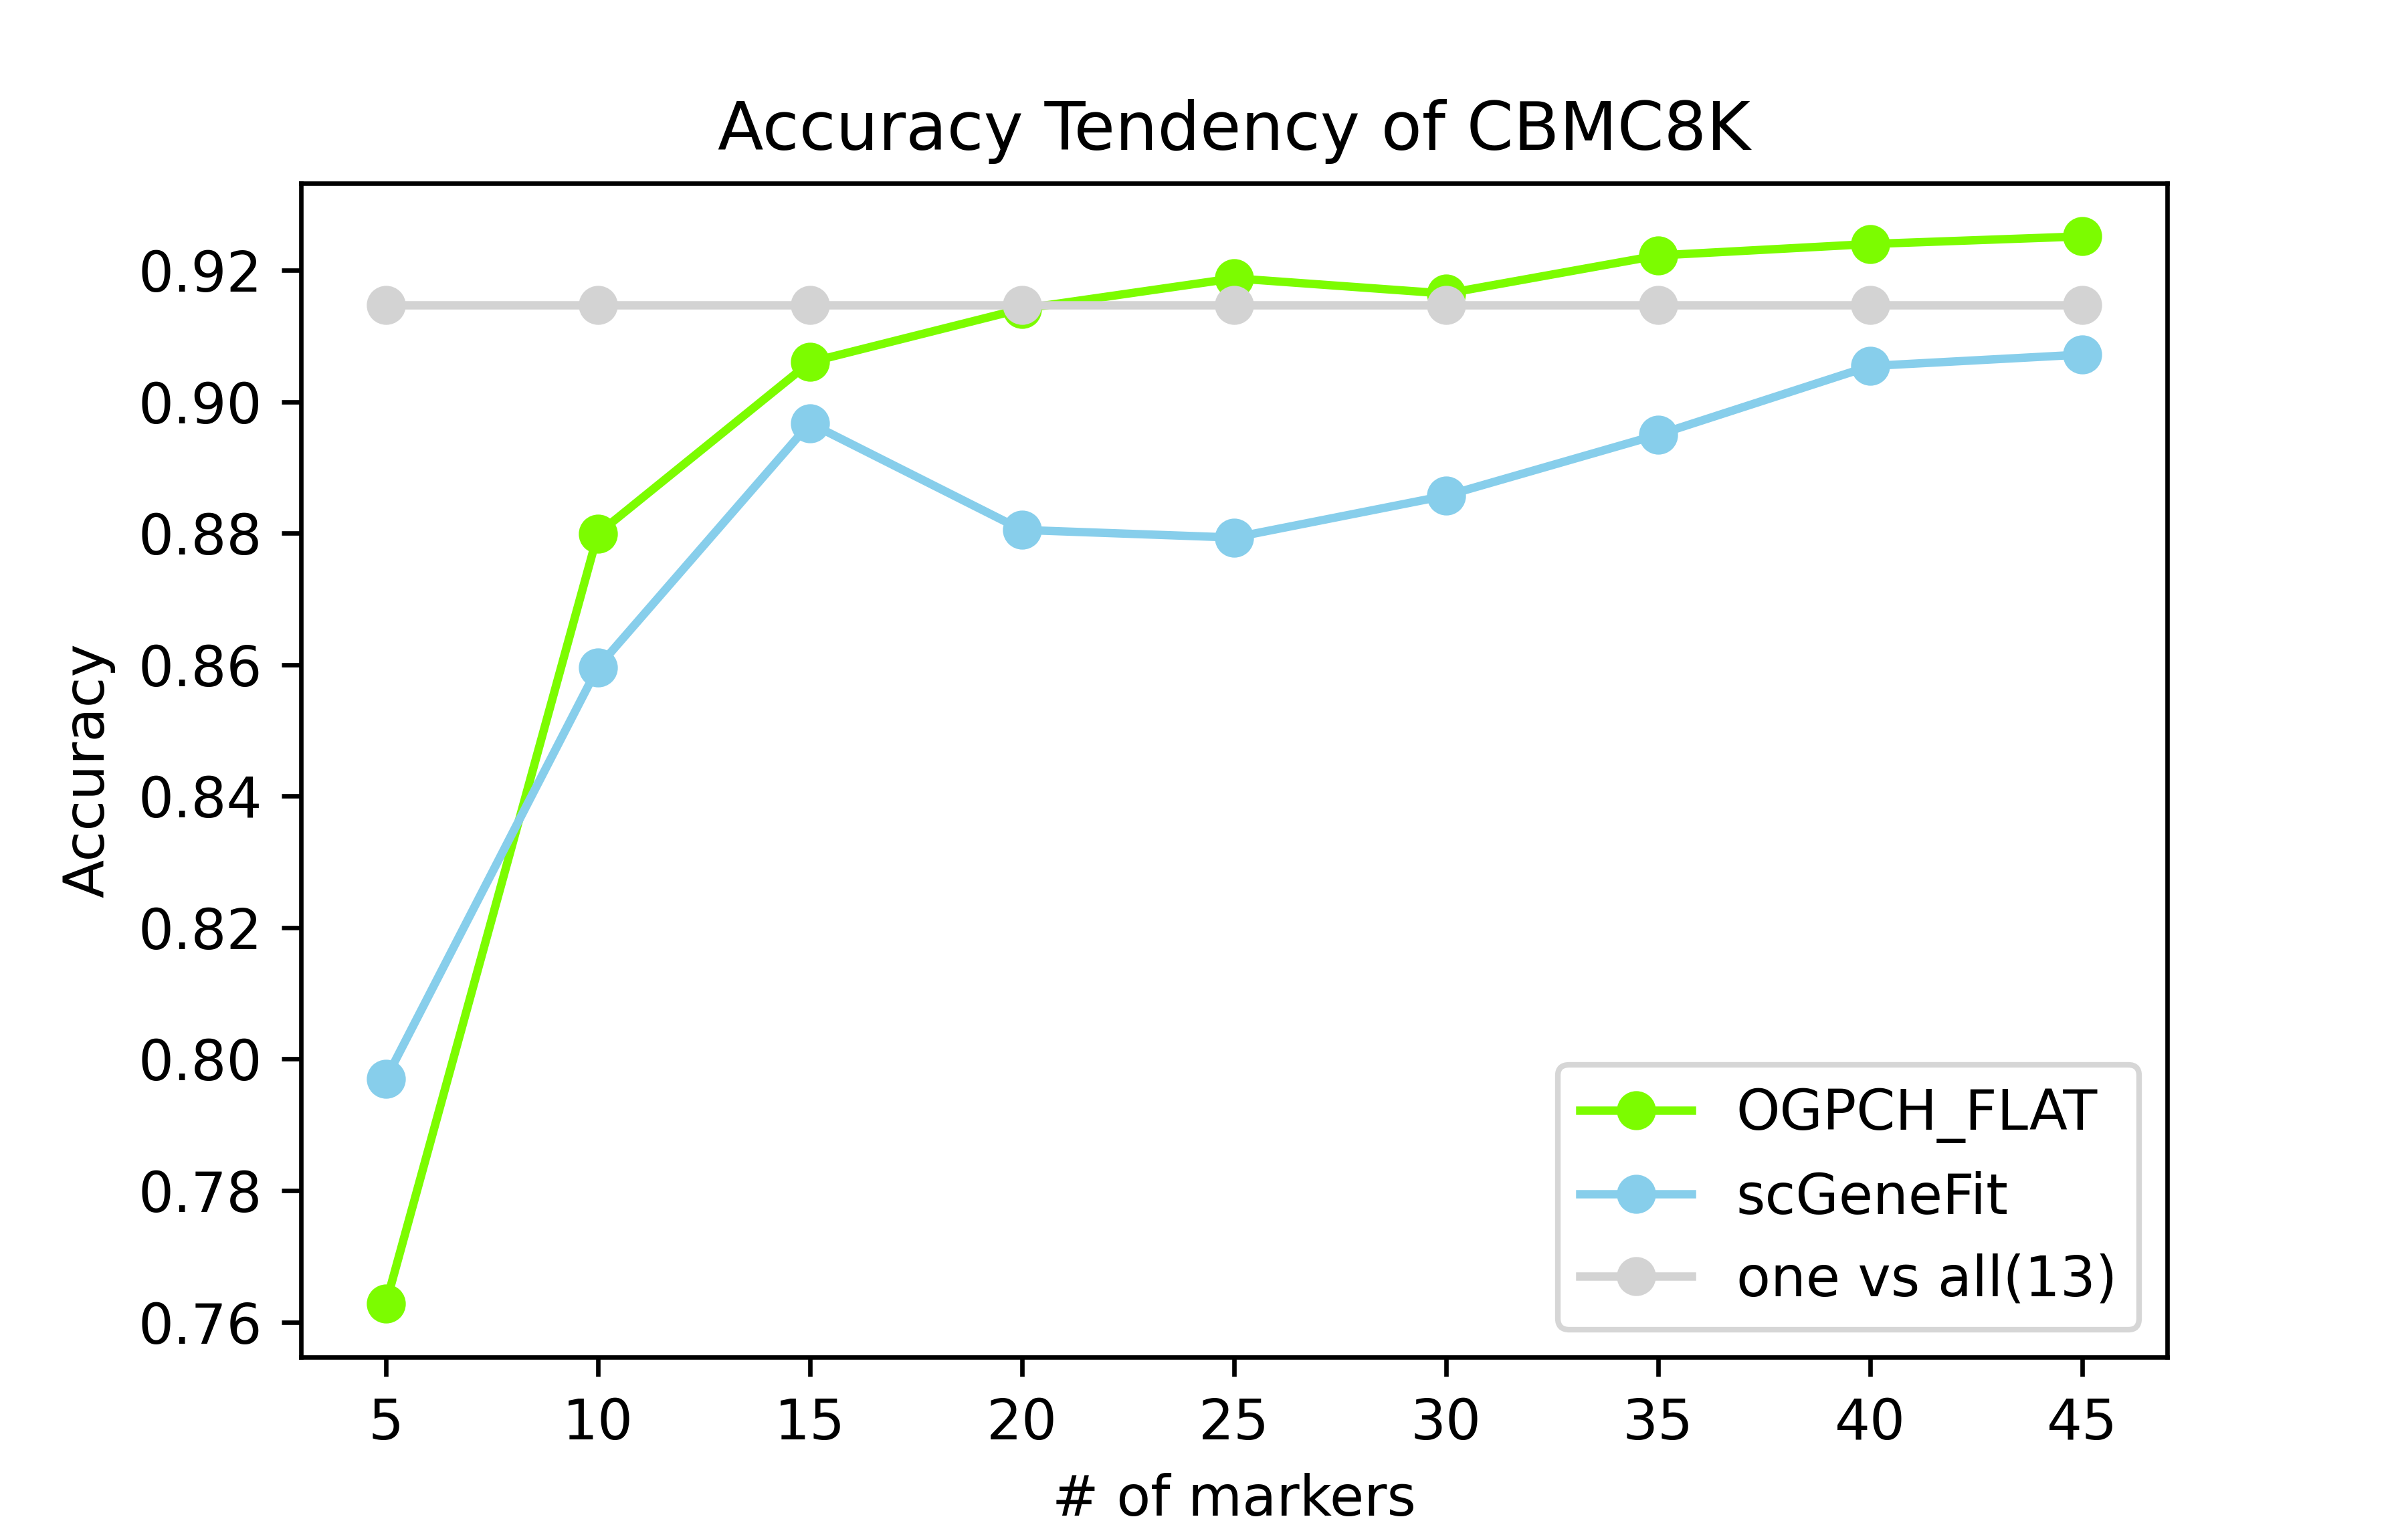 Accuracy Tendency of CBMC8K
Accuracy
0.92
0.90
0.88
0.86
0.84
0.82
0.80
0.78
0.76
OGPCH_FLAT
scGeneFit
one vs all(13)
5 10 15 20 25 30 35 40 45
# of markers